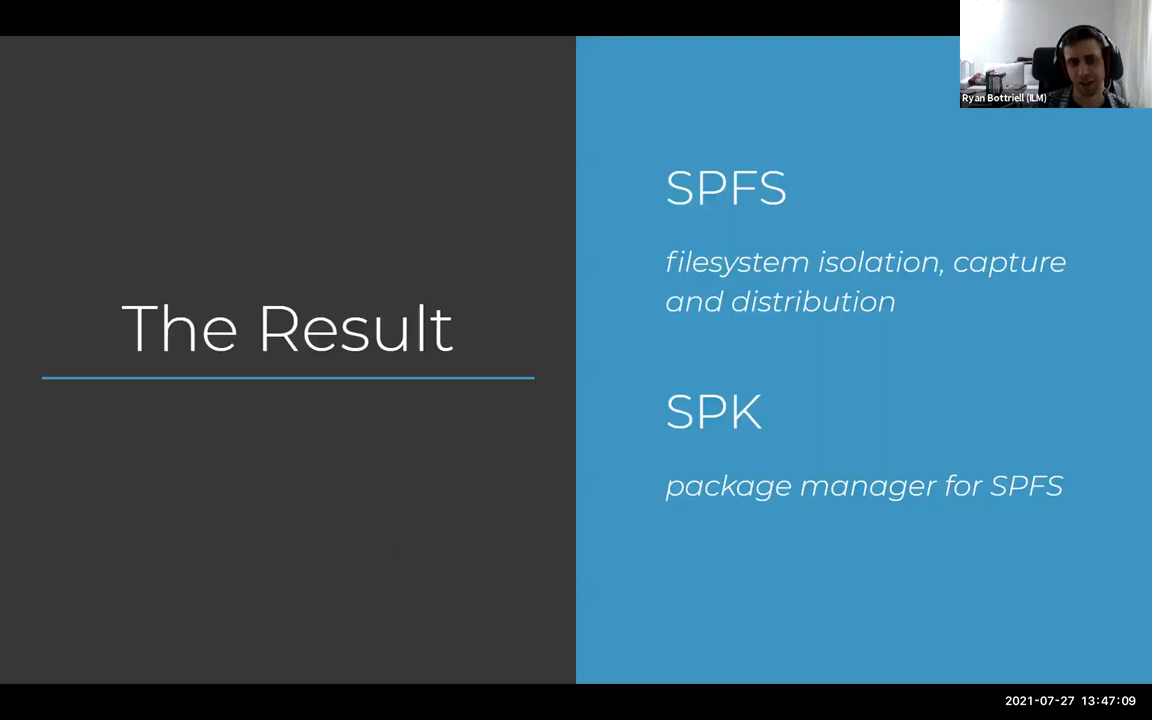 Ryan Bottriell (ILM)
The Result
SPFS
filesystem isolation, capture
and distribution
SPK
package manager for SPFS
2021-07-27 13:47:09